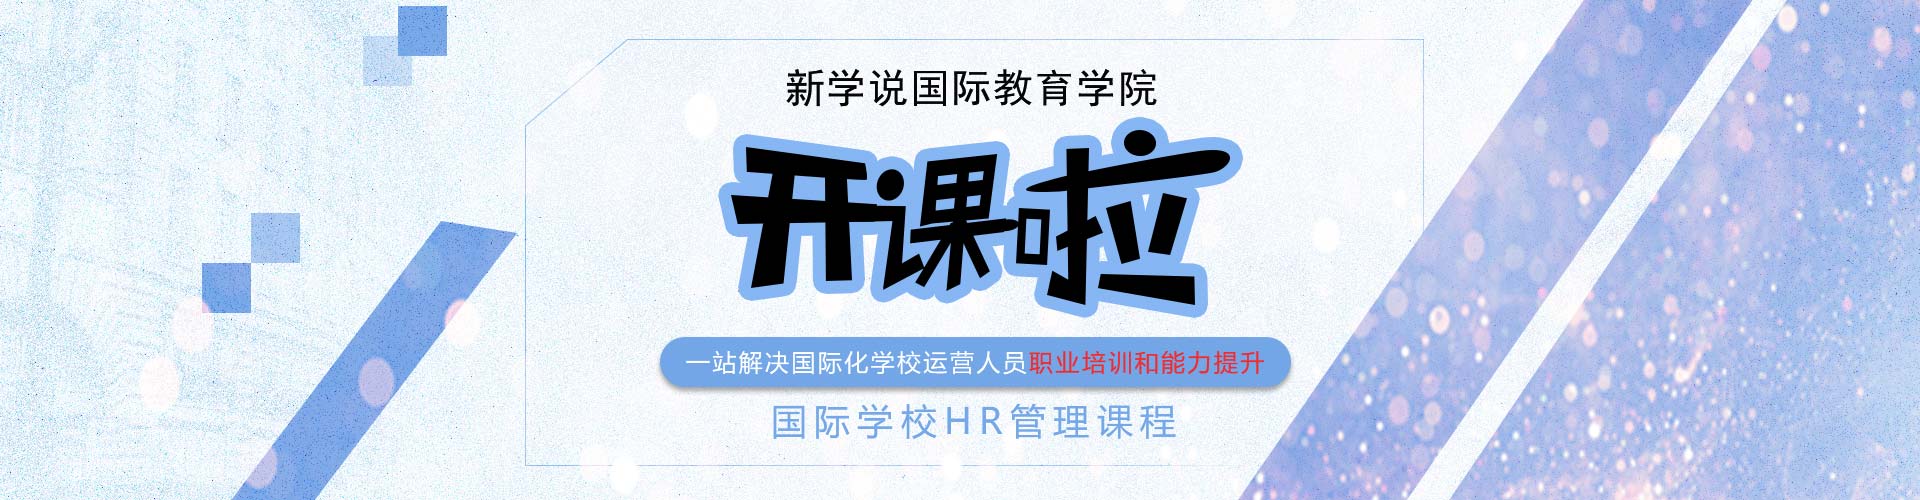 新学说国际教育学院
开课啦
一站解决国际化学校运营人员职业培训和能力提升
国际学校HR管理课程